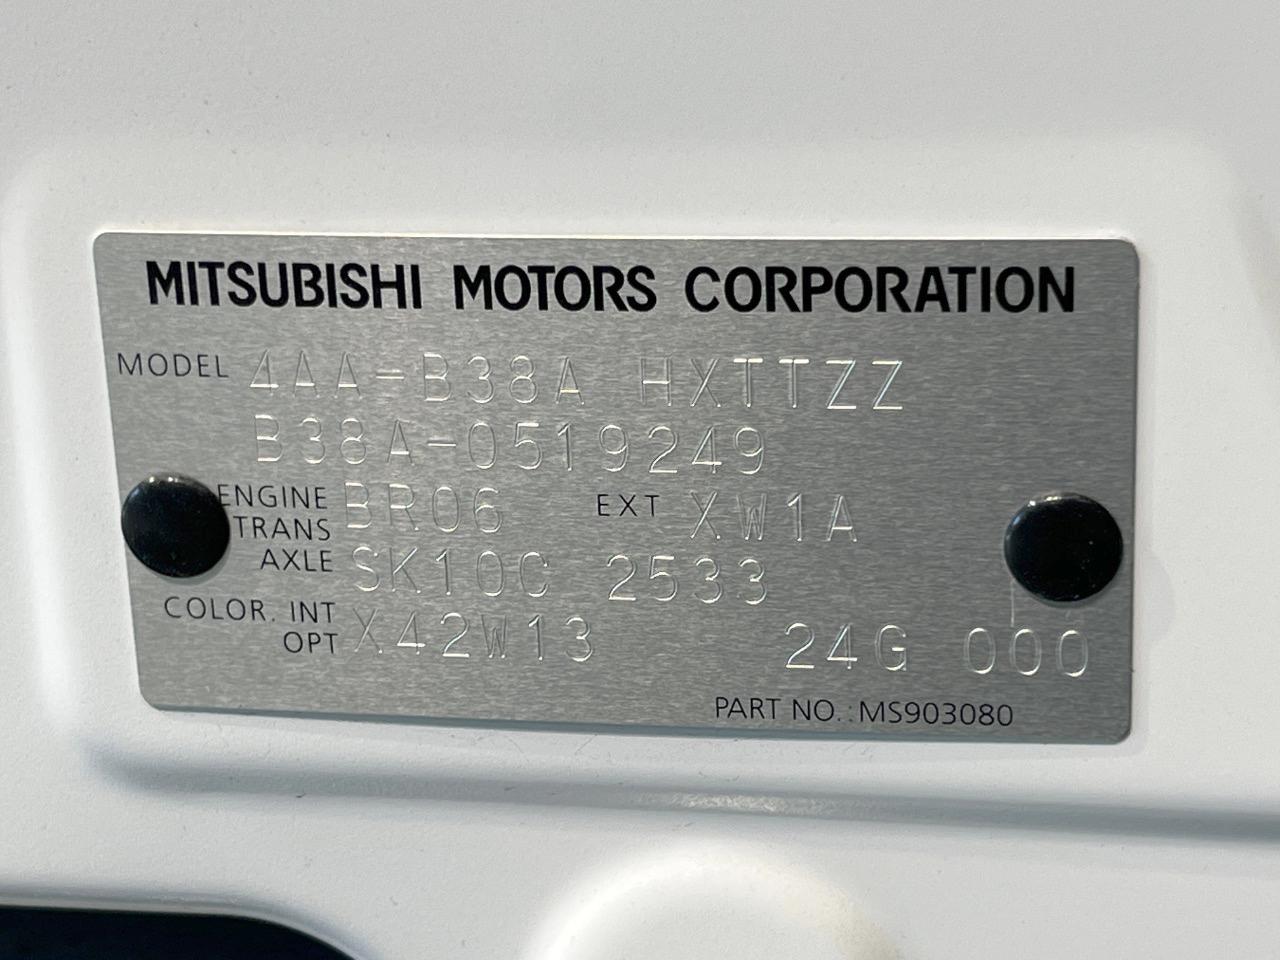 MITSUBISHI MOTORS CORPORATION
MODEL 4AA-B38A HXTTZZ
B38A-0519249
ENGINE BR06 EXT XW1A
TRANS
AXLE SK10C 2533
COLOR. INT
OPT X42W13 24G 000
PART NO.: MS903080